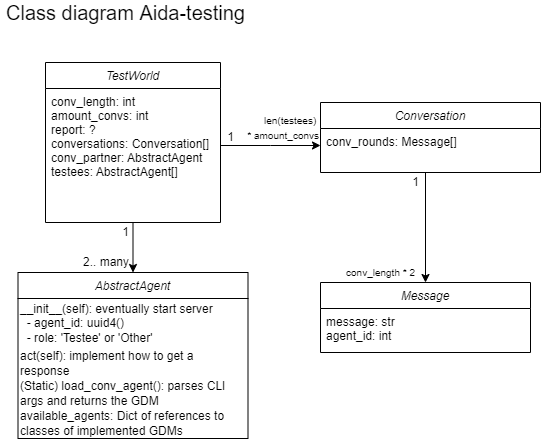 Class diagram Aida-testing
TestWorld
conv_length: int
amount_convs: int
report: ?
conversations: Conversation[]
conv_partner: AbstractAgent
testees: AbstractAgent[]
1
len(testees)
* amount_convs
Conversation
conv_rounds: Message[]
1
2.. many
1
conv_length * 2
AbstractAgent
__init__(self): eventually start server
- agent_id: uuid4()
- role: 'Testee' or 'Other'
act(self): implement how to get a
response
(Static) load_conv_agent(): parses CLI
args and returns the GDM
available_agents: Dict of references to
classes of implemented GDMs
Message
message: str
agent_id: int